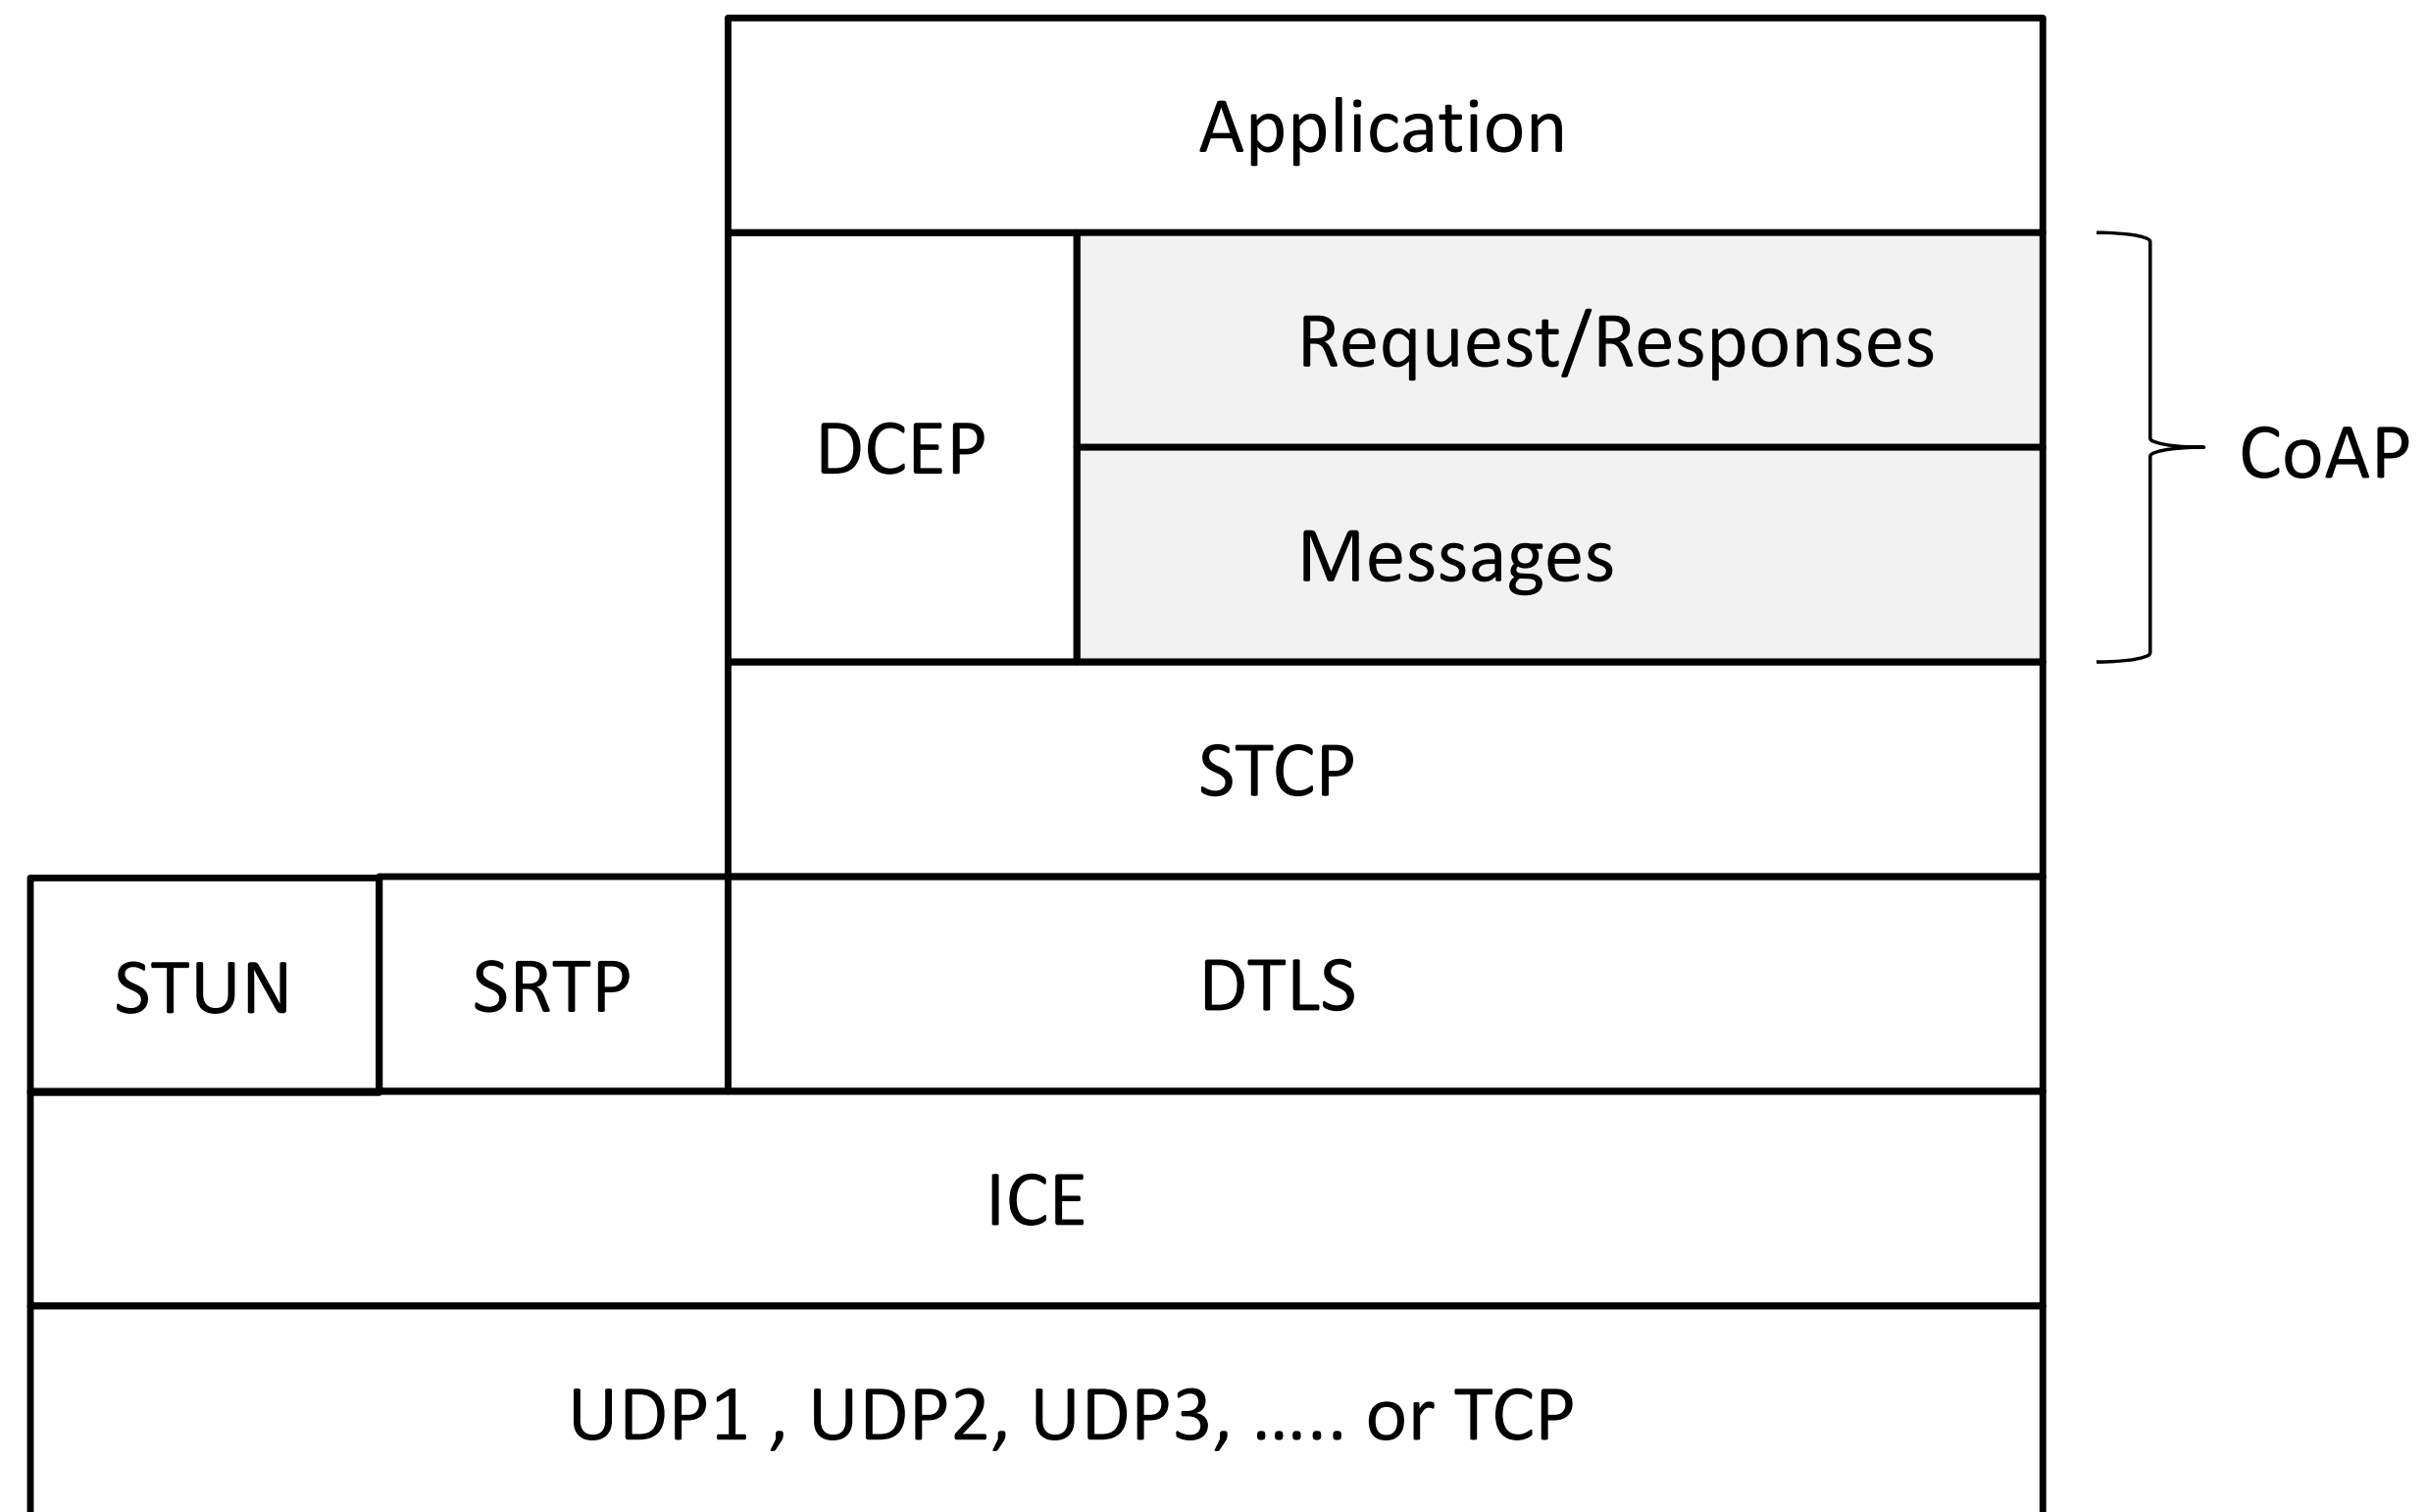 Application
Request/Responses
DCEP
CoAP
Messages
STCP
STUN
SRTP
DTLS
ICE
UDP1 , UDP2, UDP3, ..... or TCP